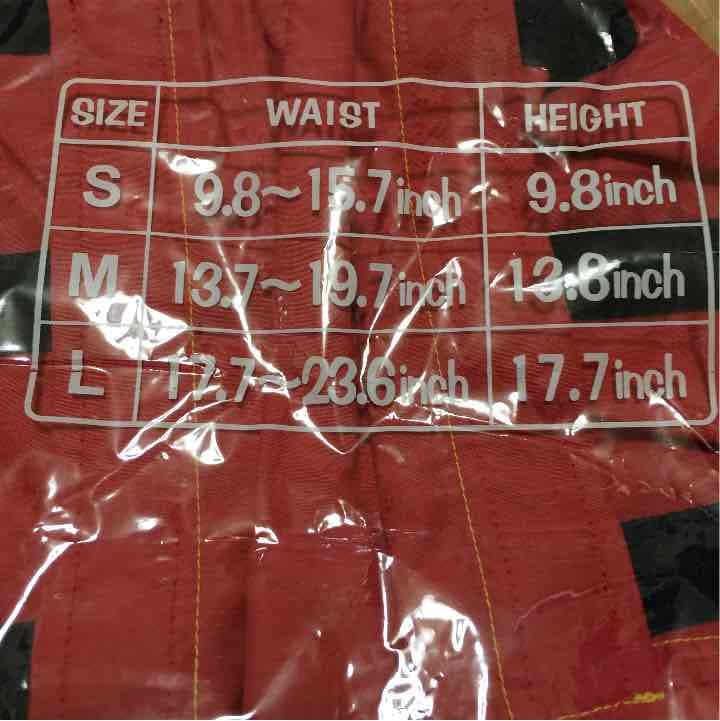 SIZE WAIST HEIGHT
S 9.8~15.7inch 9.8inch
M 13.7~19.7inch 13.8inch
L 17.7~23.6inch 17.7inch